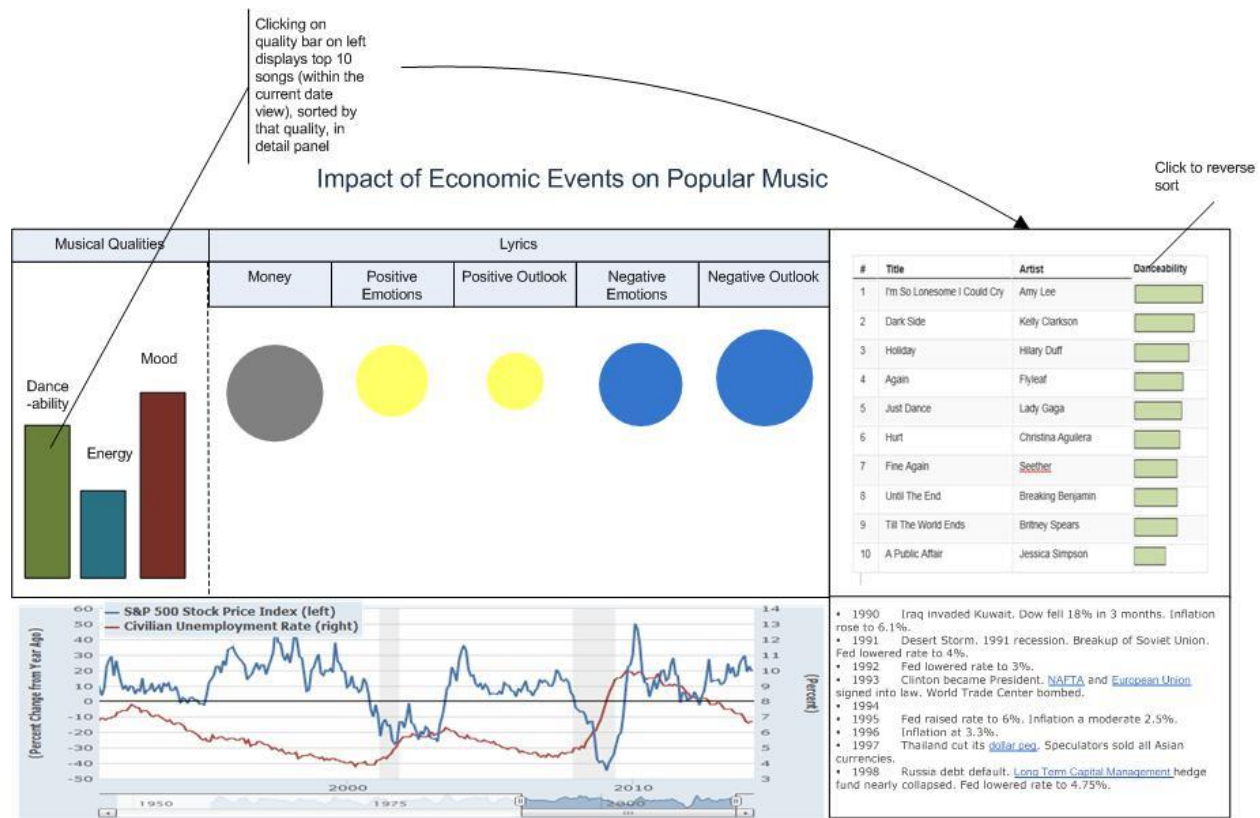 Clicking on
quality bar on left
displays top 10
songs (within the
current date
view), sorted by
that quality, in
detail panel
Impact of Economic Events on Popular Music
Click to reverse
sort
Musical Qualities
Lyrics
Money
Positive
Emotions
Positive Outlook
Negative
Emotions
Negative Outlook
Dance
-ability
Energy
Mood
# Title Artist Danceability
1 I'm So Lonesome I Could Cry Amy Lee
2 Dark Side Kelly Clarkson
3 Holiday Hilary Duff
4 Again Flyleaf
5 Just Dance Lady Gaga
6 Hurt Christina Aguilera
7 Fine Again Seether
8 Until The End Breaking Benjamin
9 Till The World Ends Britney Spears
10 A Public Affair Jessica Simpson
S&P 500 Stock Price Index (left)
Civilian Unemployment Rate (right)
(Percent Change from Year Ago)
60
50
40
30
20
10
0
-10
-20
-30
-40
-50
14
13
12
11
10
9
8
7
6
5
4
3
(Percent)
2000 2010
1950 1975 2000
• 1990 Iraq invaded Kuwait. Dow fell 18% in 3 months. Inflation
rose to 6.1%.
• 1991 Desert Storm. 1991 recession. Breakup of Soviet Union.
Fed lowered rate to 4%.
• 1992 Fed lowered rate to 3%.
• 1993 Clinton became President. NAFTA and European Union
signed into law. World Trade Center bombed.
• 1994
• 1995 Fed raised rate to 6%. Inflation a moderate 2.5%.
• 1996 Inflation at 3.3%.
• 1997 Thailand cut its dollar peg. Speculators sold all Asian
currencies.
• 1998 Russia debt default. Long Term Capital Management hedge
fund nearly collapsed. Fed lowered rate to 4.75%.